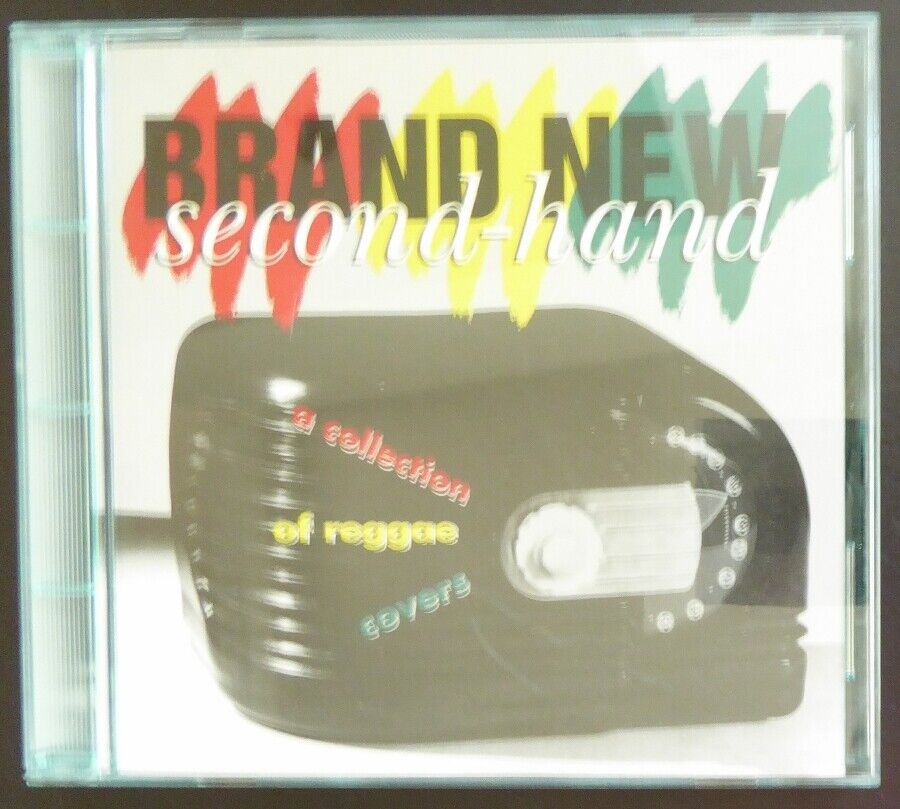 BRAND NEW
second-hand
a collection
of reggae
covers